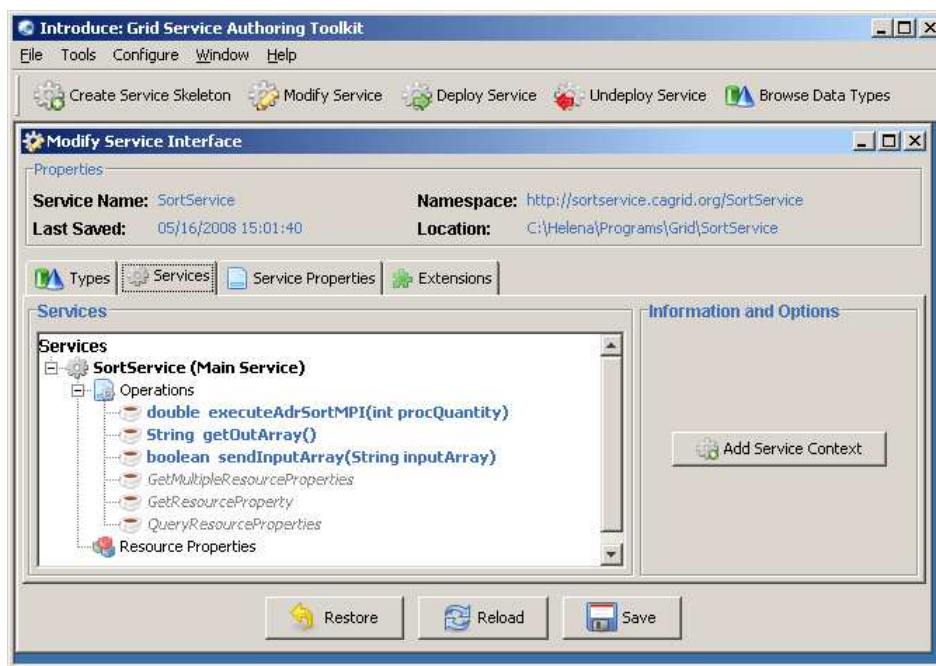 Introduce: Grid Service Authoring Toolkit
File Tools Configure Window Help
Create Service Skeleton Modify Service Deploy Service Undeploy Service Browse Data Types
Modify Service Interface
Properties
Service Name: SortService Namespace: http://sortservice.cagrid.org/SortService
Last Saved: 05/16/2008 15:01:40 Location: C:\Helena\Programs\Grid\SortService
Types Services Service Properties Extensions
Services Information and Options
Services
SortService (Main Service)
Operations
double executeAdrSortMPI(int procQuantity)
String getOutArray()
boolean sendInputArray(String inputArray)
Add Service Context
GetMultipleResourceProperties
GetResourceProperty
QueryResourceProperties
Resource Properties
Restore Reload Save